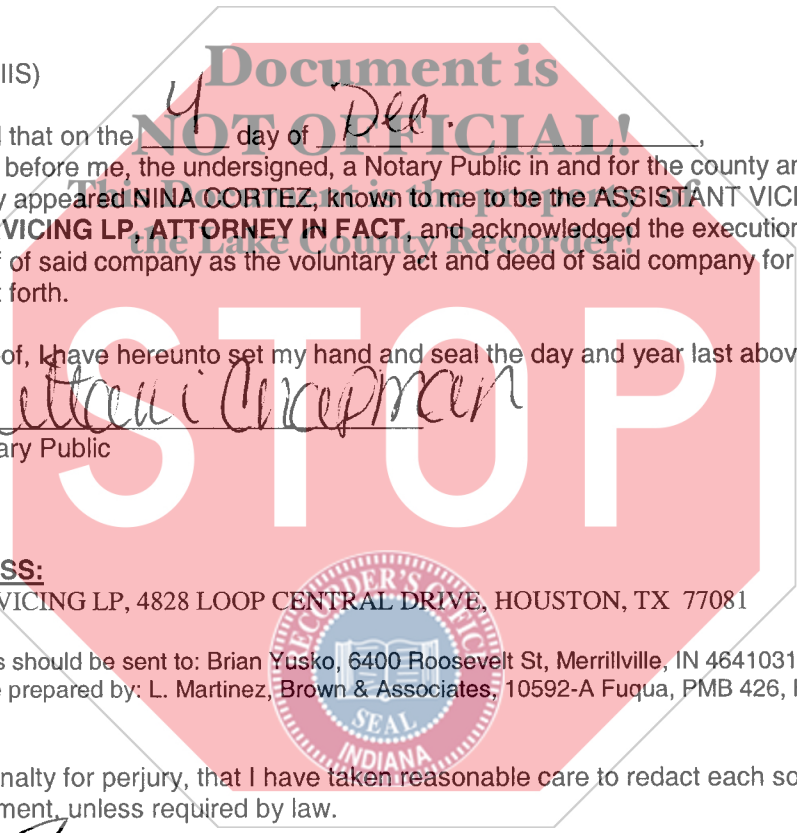 Document is
IIS)
NOT OFFICIAL!
that on the 4 day of Dec. ,
before me, the undersigned, a Notary Public in and for the county an
This Document is the property of
y appeared NINA CORTEZ, known to me to be the ASSISTANT VICE
the Lake County Recorder!
VICING LP, ATTORNEY IN FACT, and acknowledged the execution
f of said company as the voluntary act and deed of said company for
forth.
STOP
of, I have hereunto set my hand and seal the day and year last abov
Chapman
ary Public
SS:
VICING LP, 4828 LOOP CENTRAL DRIVE, HOUSTON, TX 77081
RECORDER'S OFFICE
s should be sent to: Brian Yusko, 6400 Roosevelt St, Merrillville, IN 4641031
prepared by: L. Martinez, Brown & Associates, 10592-A Fuqua, PMB 426,
SEAL
INDIANA
nalty for perjury, that I have taken reasonable care to redact each so
ment, unless required by law.